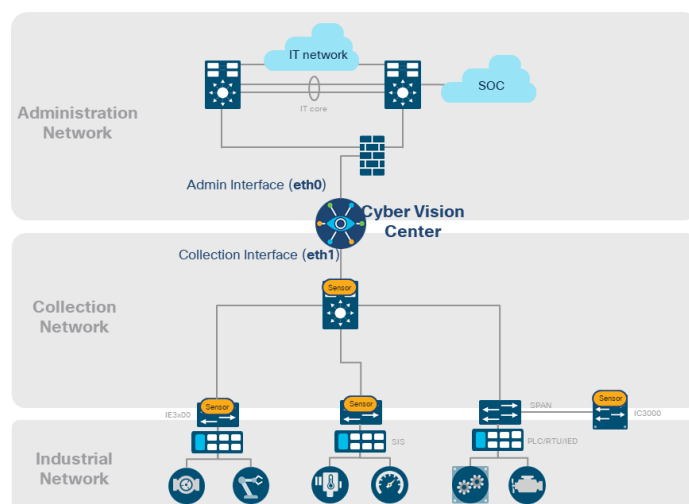 IT network
SOC
IT core
Administration
Network
Admin Interface (eth0)
Cyber Vision
Center
Collection Interface (eth1)
Sensor
Collection
Network
Sensor
Sensor
Sensor
IE3x00
SPAN
IC3000
SIS
PLC/RTU/IED
Industrial
Network